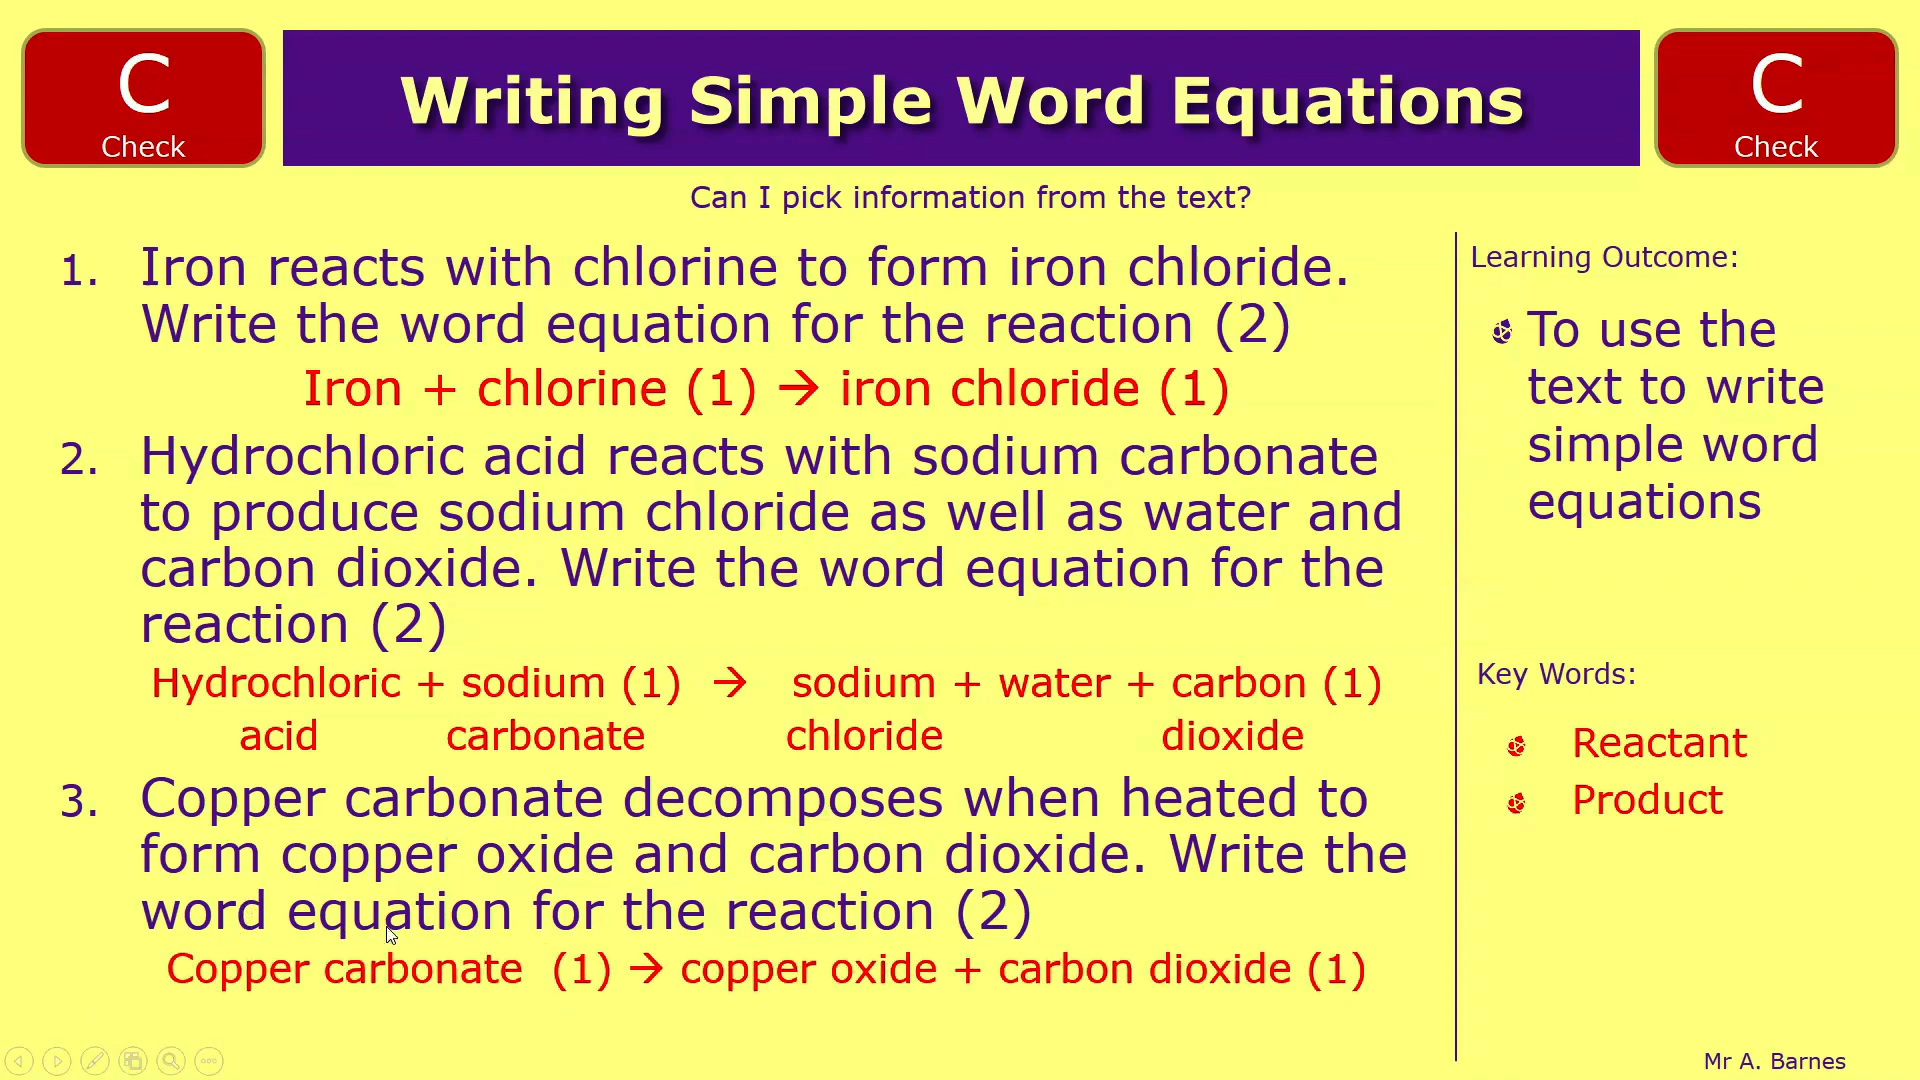 C
Check
Writing Simple Word Equations
C
Check
Can I pick information from the text?
1. Iron reacts with chlorine to form iron chloride.
Write the word equation for the reaction (2)
Iron + chlorine (1) → iron chloride (1)
2. Hydrochloric acid reacts with sodium carbonate
to produce sodium chloride as well as water and
carbon dioxide. Write the word equation for the
reaction (2)
Hydrochloric + sodium (1) → sodium + water + carbon (1)
acid carbonate chloride dioxide
3. Copper carbonate decomposes when heated to
form copper oxide and carbon dioxide. Write the
word equation for the reaction (2)
Copper carbonate (1) → copper oxide + carbon dioxide (1)
Learning Outcome:
To use the
text to write
simple word
equations
Key Words:
Reactant
Product
Mr A. Barnes